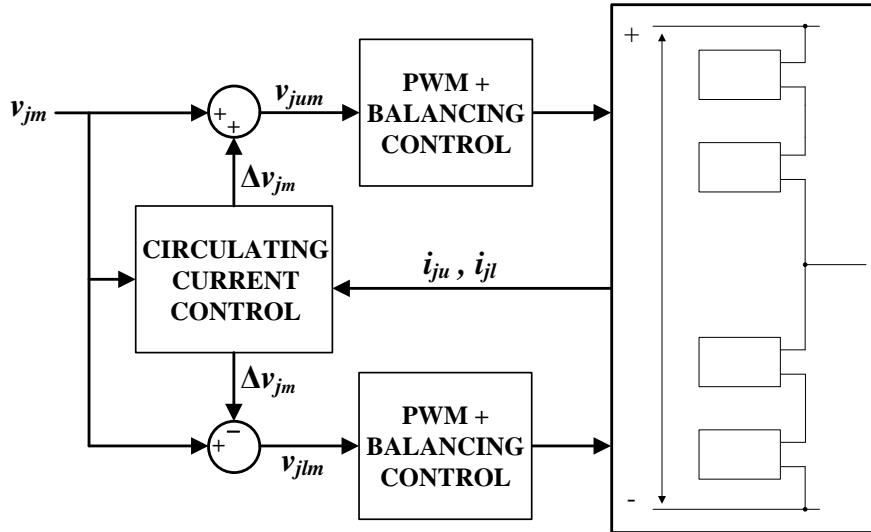 v_jm
+
+
v_jum
PWM +
BALANCING
CONTROL
+
Δv_jm
CIRCULATING
CURRENT
CONTROL
i_ju , i_jl
Δv_jm
+
−
v_jlm
PWM +
BALANCING
CONTROL
-